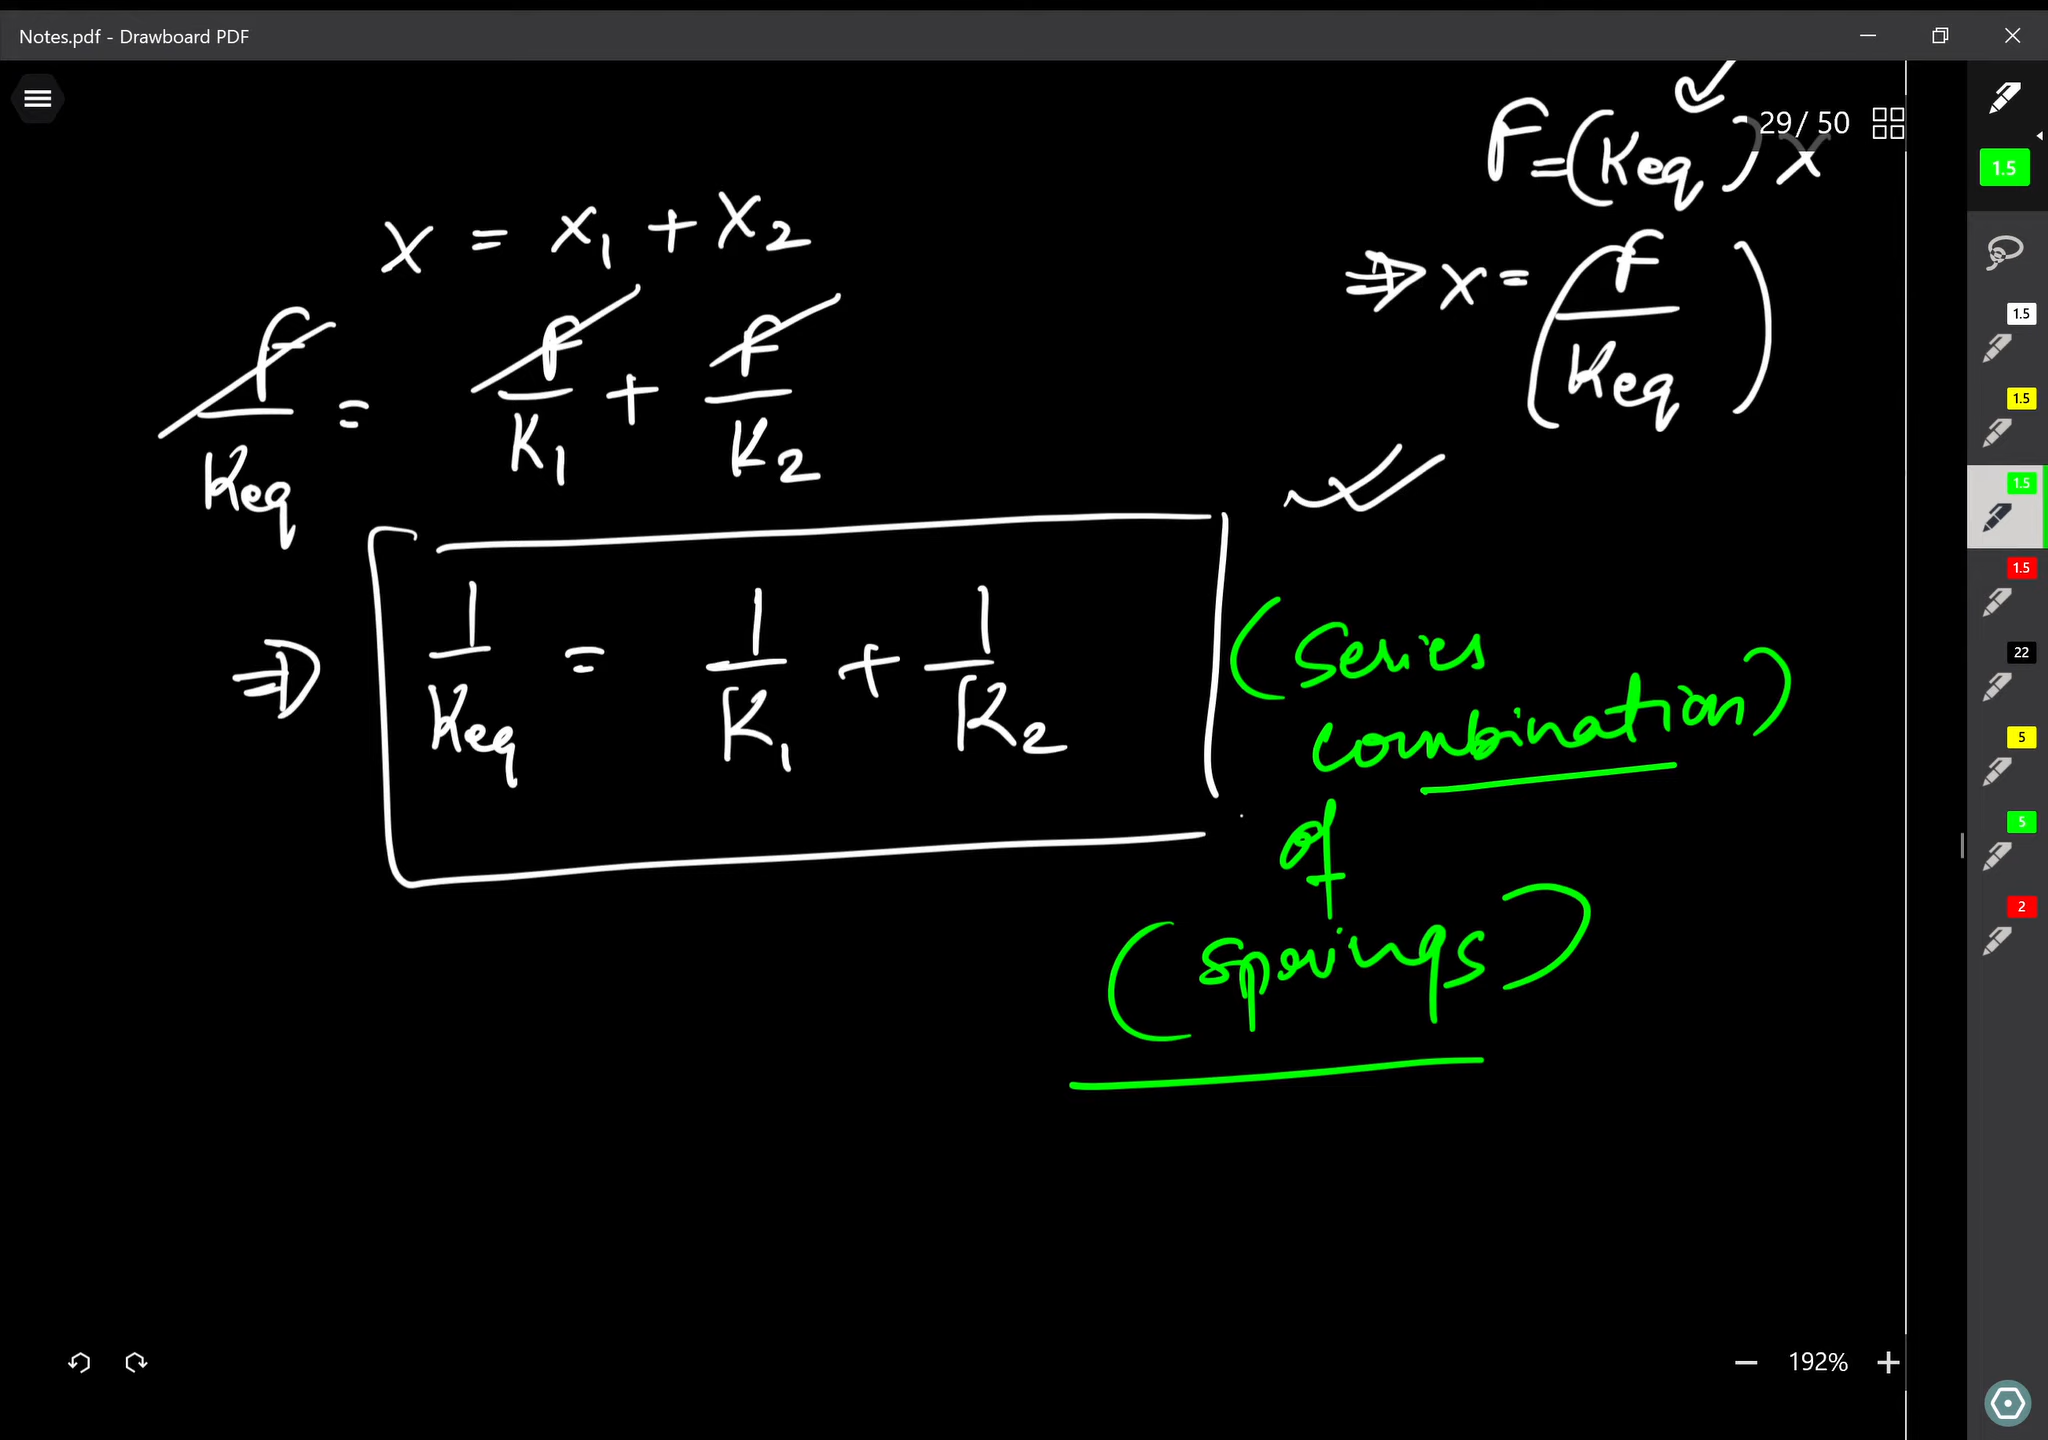 Notes.pdf - Drawboard PDF
29/ 50
F=(Keq)x
x = x₁ + x₂
⇒ x = (F/Keq)
F/Keq = F/K₁ + F/K₂
⇒ 1/Keq = 1/K₁ + 1/K₂
(Series
combination)
of
(springs)
1.5
1.5
1.5
1.5
1.5
22
5
5
2
192%